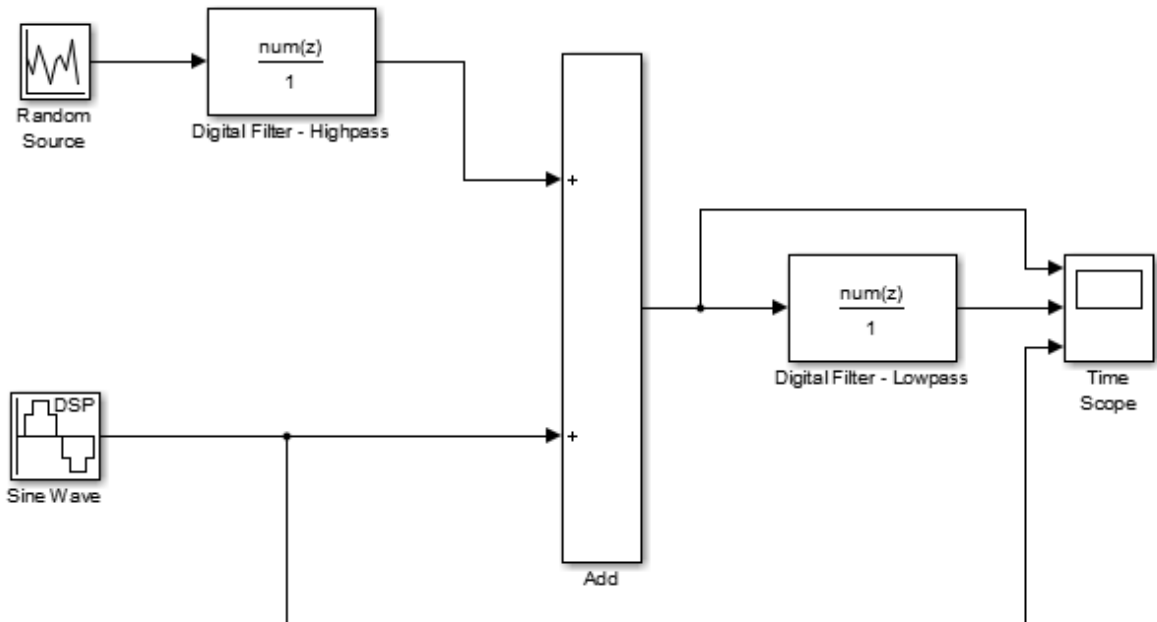 num(z)
1
Random
Source
Digital Filter - Highpass
+
num(z)
1
Digital Filter - Lowpass
Time
Scope
DSP
Sine Wave
+
Add